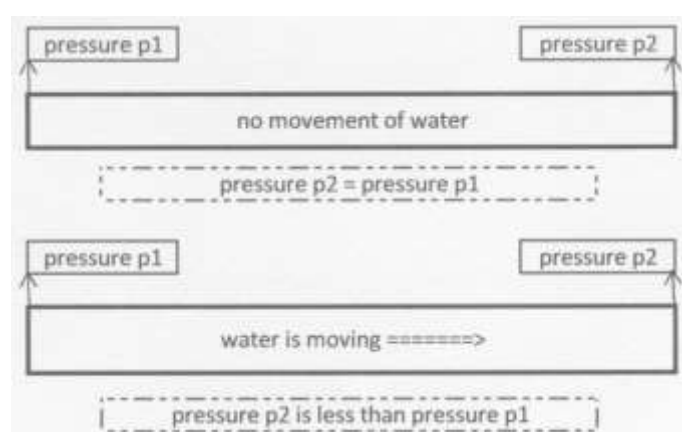 pressure p1
pressure p2
no movement of water
pressure p2 = pressure p1
pressure p1
pressure p2
water is moving =======>
pressure p2 is less than pressure p1